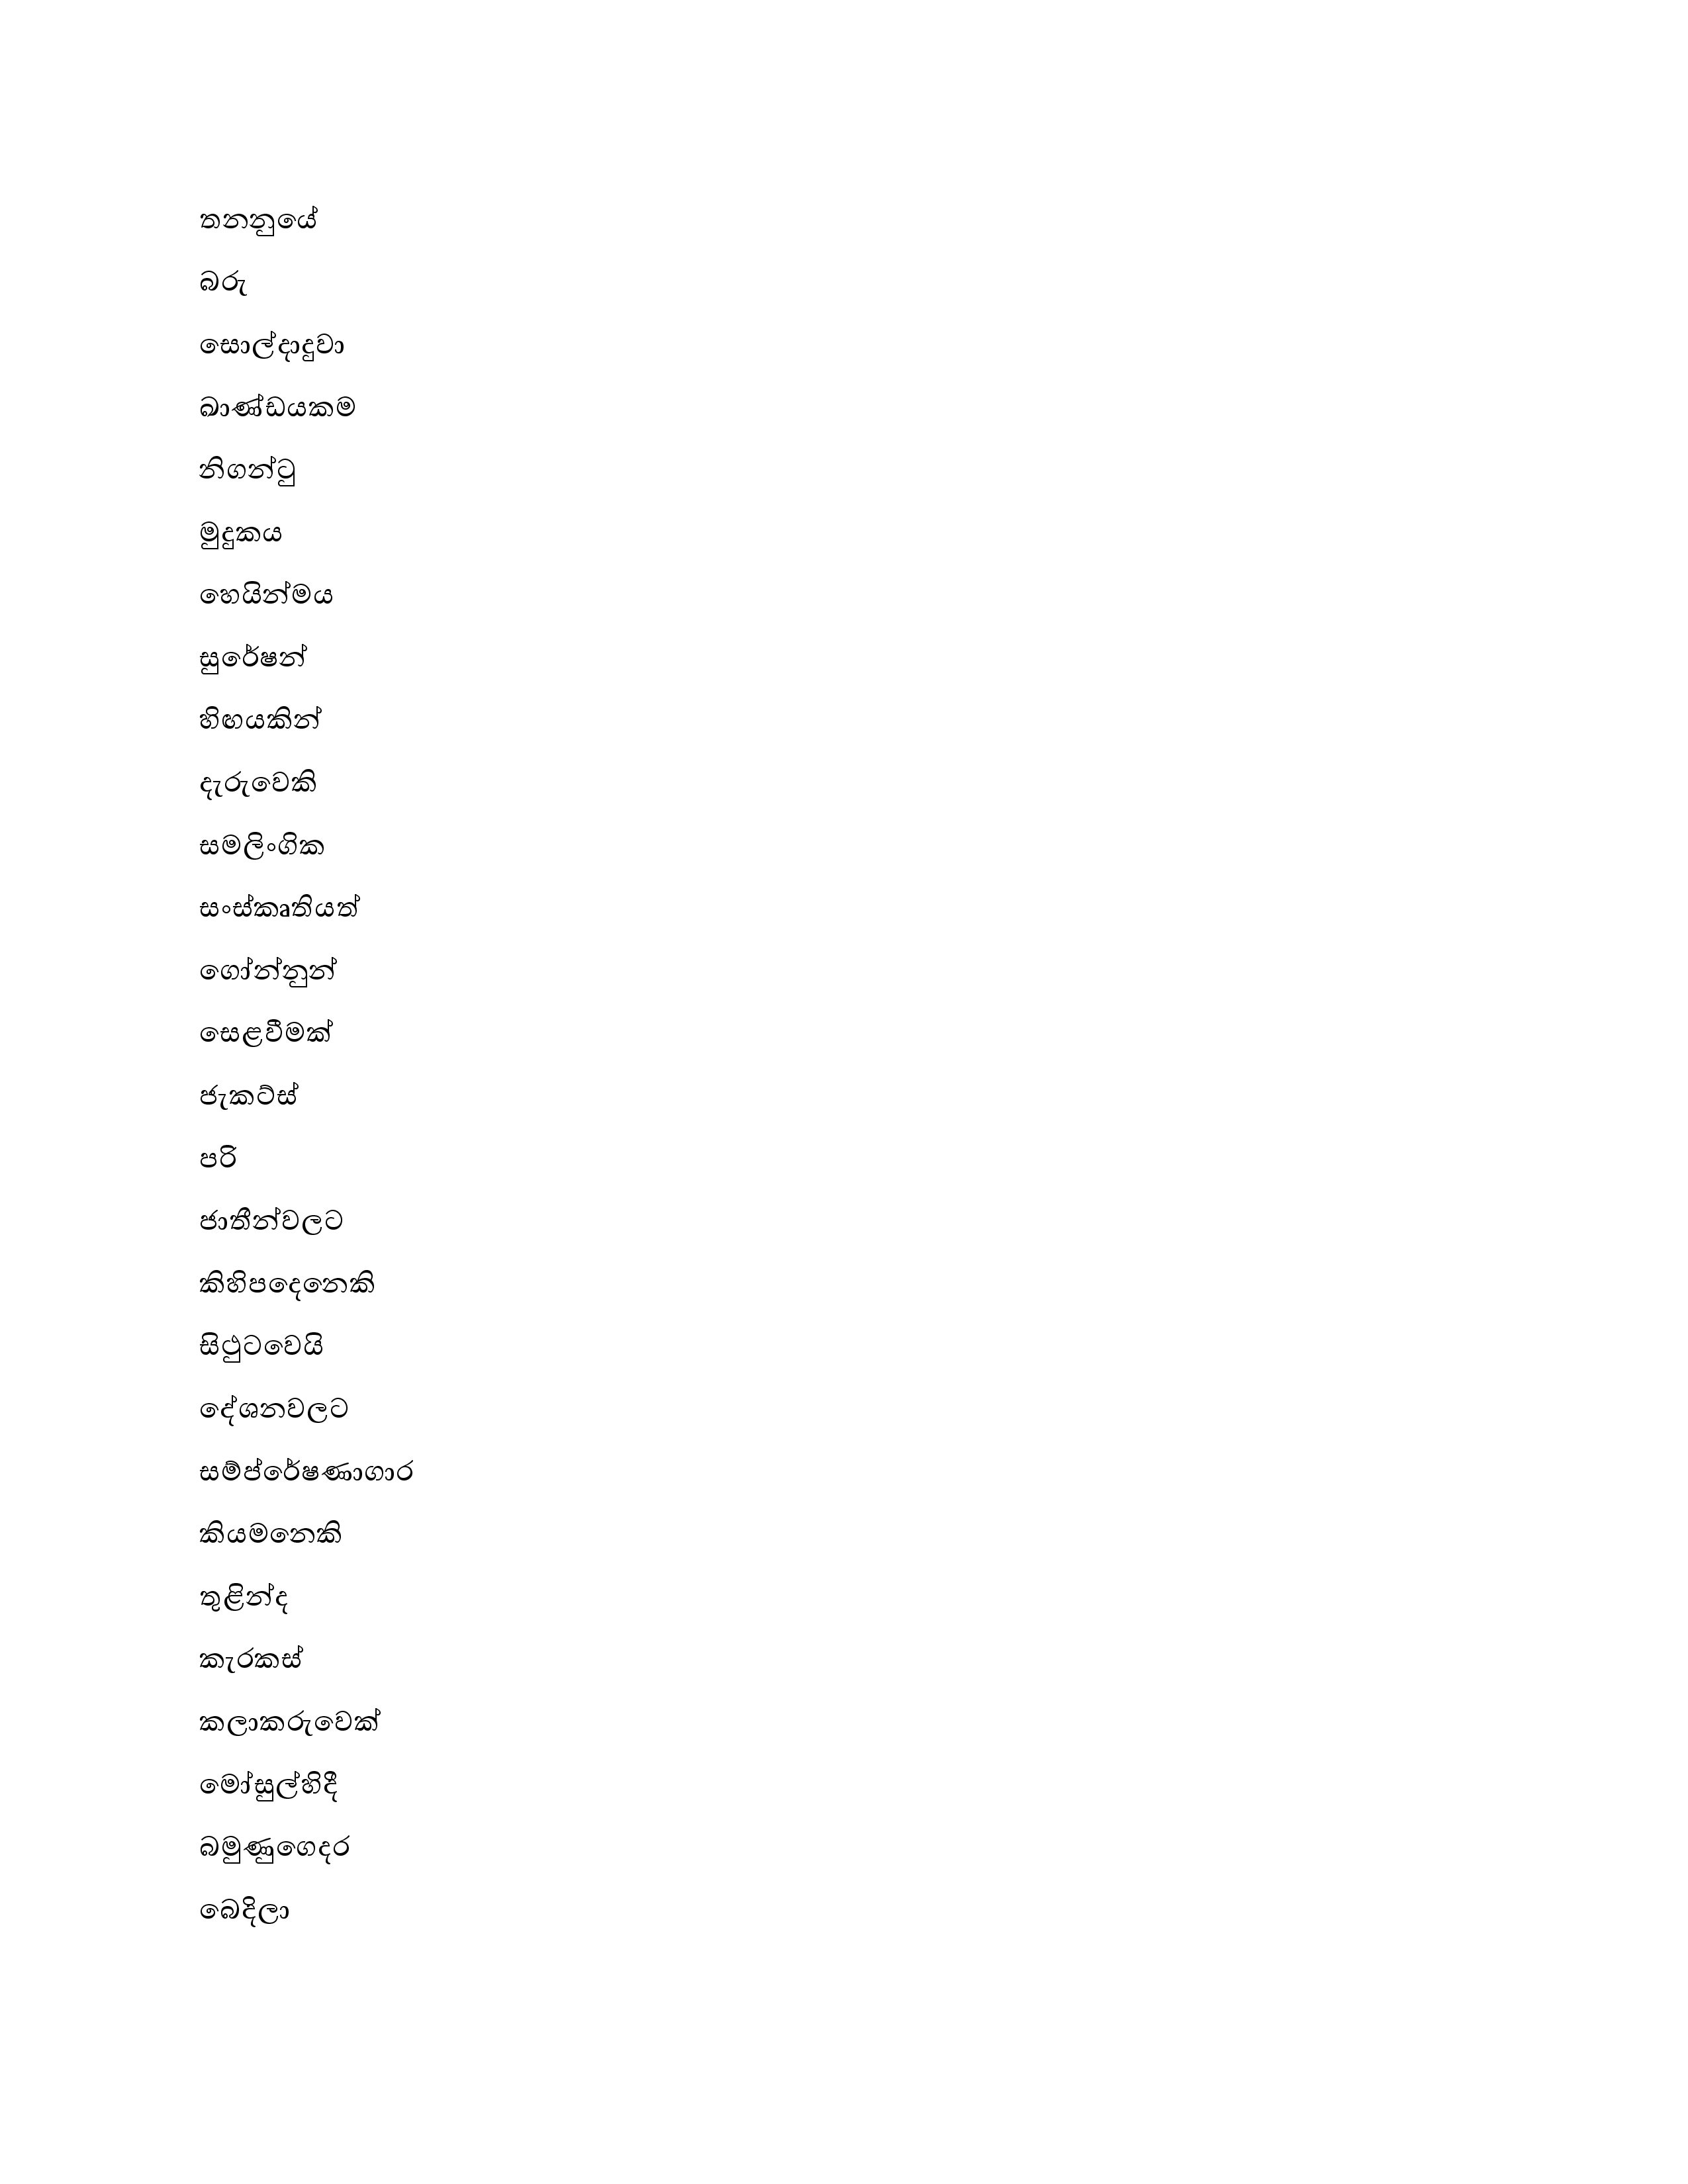 තනනුයේ
බරු
සොල්දාදුවා
ඛාණ්ඩයකම
නිගන්ටු
මුදුකය
හෙයින්මය
සුරේෂන්
හිඟයකින්
දැරුවෙකි
සමලිංගික
සංස්කෘතියත්
ගෝන්නුන්
සෙළවීමක්
ජැකට්ස්
පරි
ජාතීන්වලට
කිහිපදෙනෙකි
සිථුටවෙයි
දේශනවලට
සම්ප්රේෂණාගාර
කියමනෙකි
තුළින්ද
කැරකස්
කලාකරුවෙක්
මෝසුල්හිදී
බමුණුගෙදර
බෙදිලා